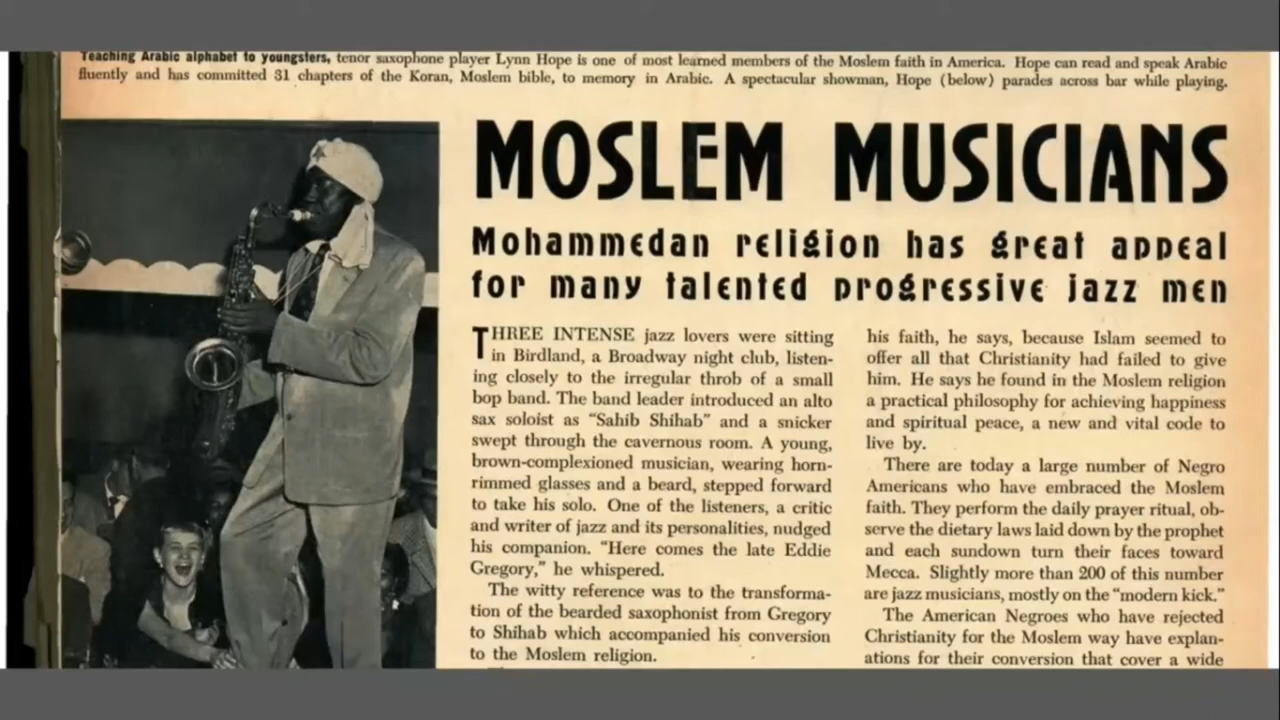 Teaching Arabic alphabet to youngsters, tenor saxophone player Lynn Hope is one of most learned members of the Moslem faith in America. Hope can read and speak Arabic
fluently and has committed 31 chapters of the Koran, Moslem bible, to memory in Arabic. A spectacular showman, Hope (below) parades across bar while playing.
MOSLEM MUSICIANS
Mohammedan religion has great appeal
for many talented progressive jazz men
THREE INTENSE jazz lovers were sitting
in Birdland, a Broadway night club, listen-
ing closely to the irregular throb of a small
bop band. The band leader introduced an alto
sax soloist as “Sahib Shihab” and a snicker
swept through the cavernous room. A young,
brown-complexioned musician, wearing horn-
rimmed glasses and a beard, stepped forward
to take his solo. One of the listeners, a critic
and writer of jazz and its personalities, nudged
his companion. “Here comes the late Eddie
Gregory,” he whispered.
The witty reference was to the transforma-
tion of the bearded saxophonist from Gregory
to Shihab which accompanied his conversion
to the Moslem religion.
his faith, he says, because Islam seemed to
offer all that Christianity had failed to give
him. He says he found in the Moslem religion
a practical philosophy for achieving happiness
and spiritual peace, a new and vital code to
live by.
There are today a large number of Negro
Americans who have embraced the Moslem
faith. They perform the daily prayer ritual, ob-
serve the dietary laws laid down by the prophet
and each sundown turn their faces toward
Mecca. Slightly more than 200 of this number
are jazz musicians, mostly on the “modern kick.”
The American Negroes who have rejected
Christianity for the Moslem way have explan-
ations for their conversion that cover a wide